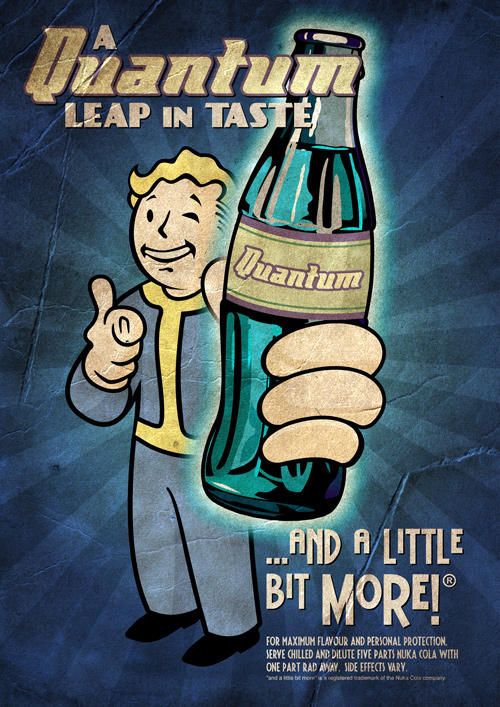 A
Quantum
LEAP IN TASTE
Quantum
...AND A LITTLE
BIT MORE!®
FOR MAXIMUM FLAVOUR AND PERSONAL PROTECTION.
SERVE CHILLED AND DILUTE FIVE PARTS NUKA COLA WITH
ONE PART RAD AWAY. SIDE EFFECTS VARY.
"and a little bit more" is a registered trademark of the Nuka Cola company